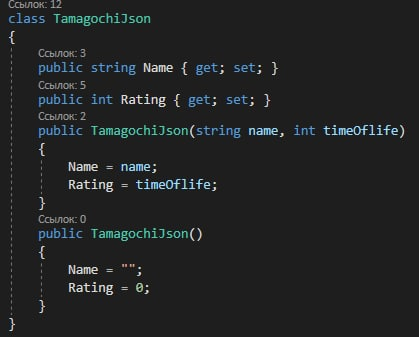 Ссылок: 12
class TamagochiJson
{
Ссылок: 3
public string Name { get; set; }
Ссылок: 5
public int Rating { get; set; }
Ссылок: 2
public TamagochiJson(string name, int timeOflife)
{
Name = name;
Rating = timeOflife;
}
Ссылок: 0
public TamagochiJson()
{
Name = "";
Rating = 0;
}
}